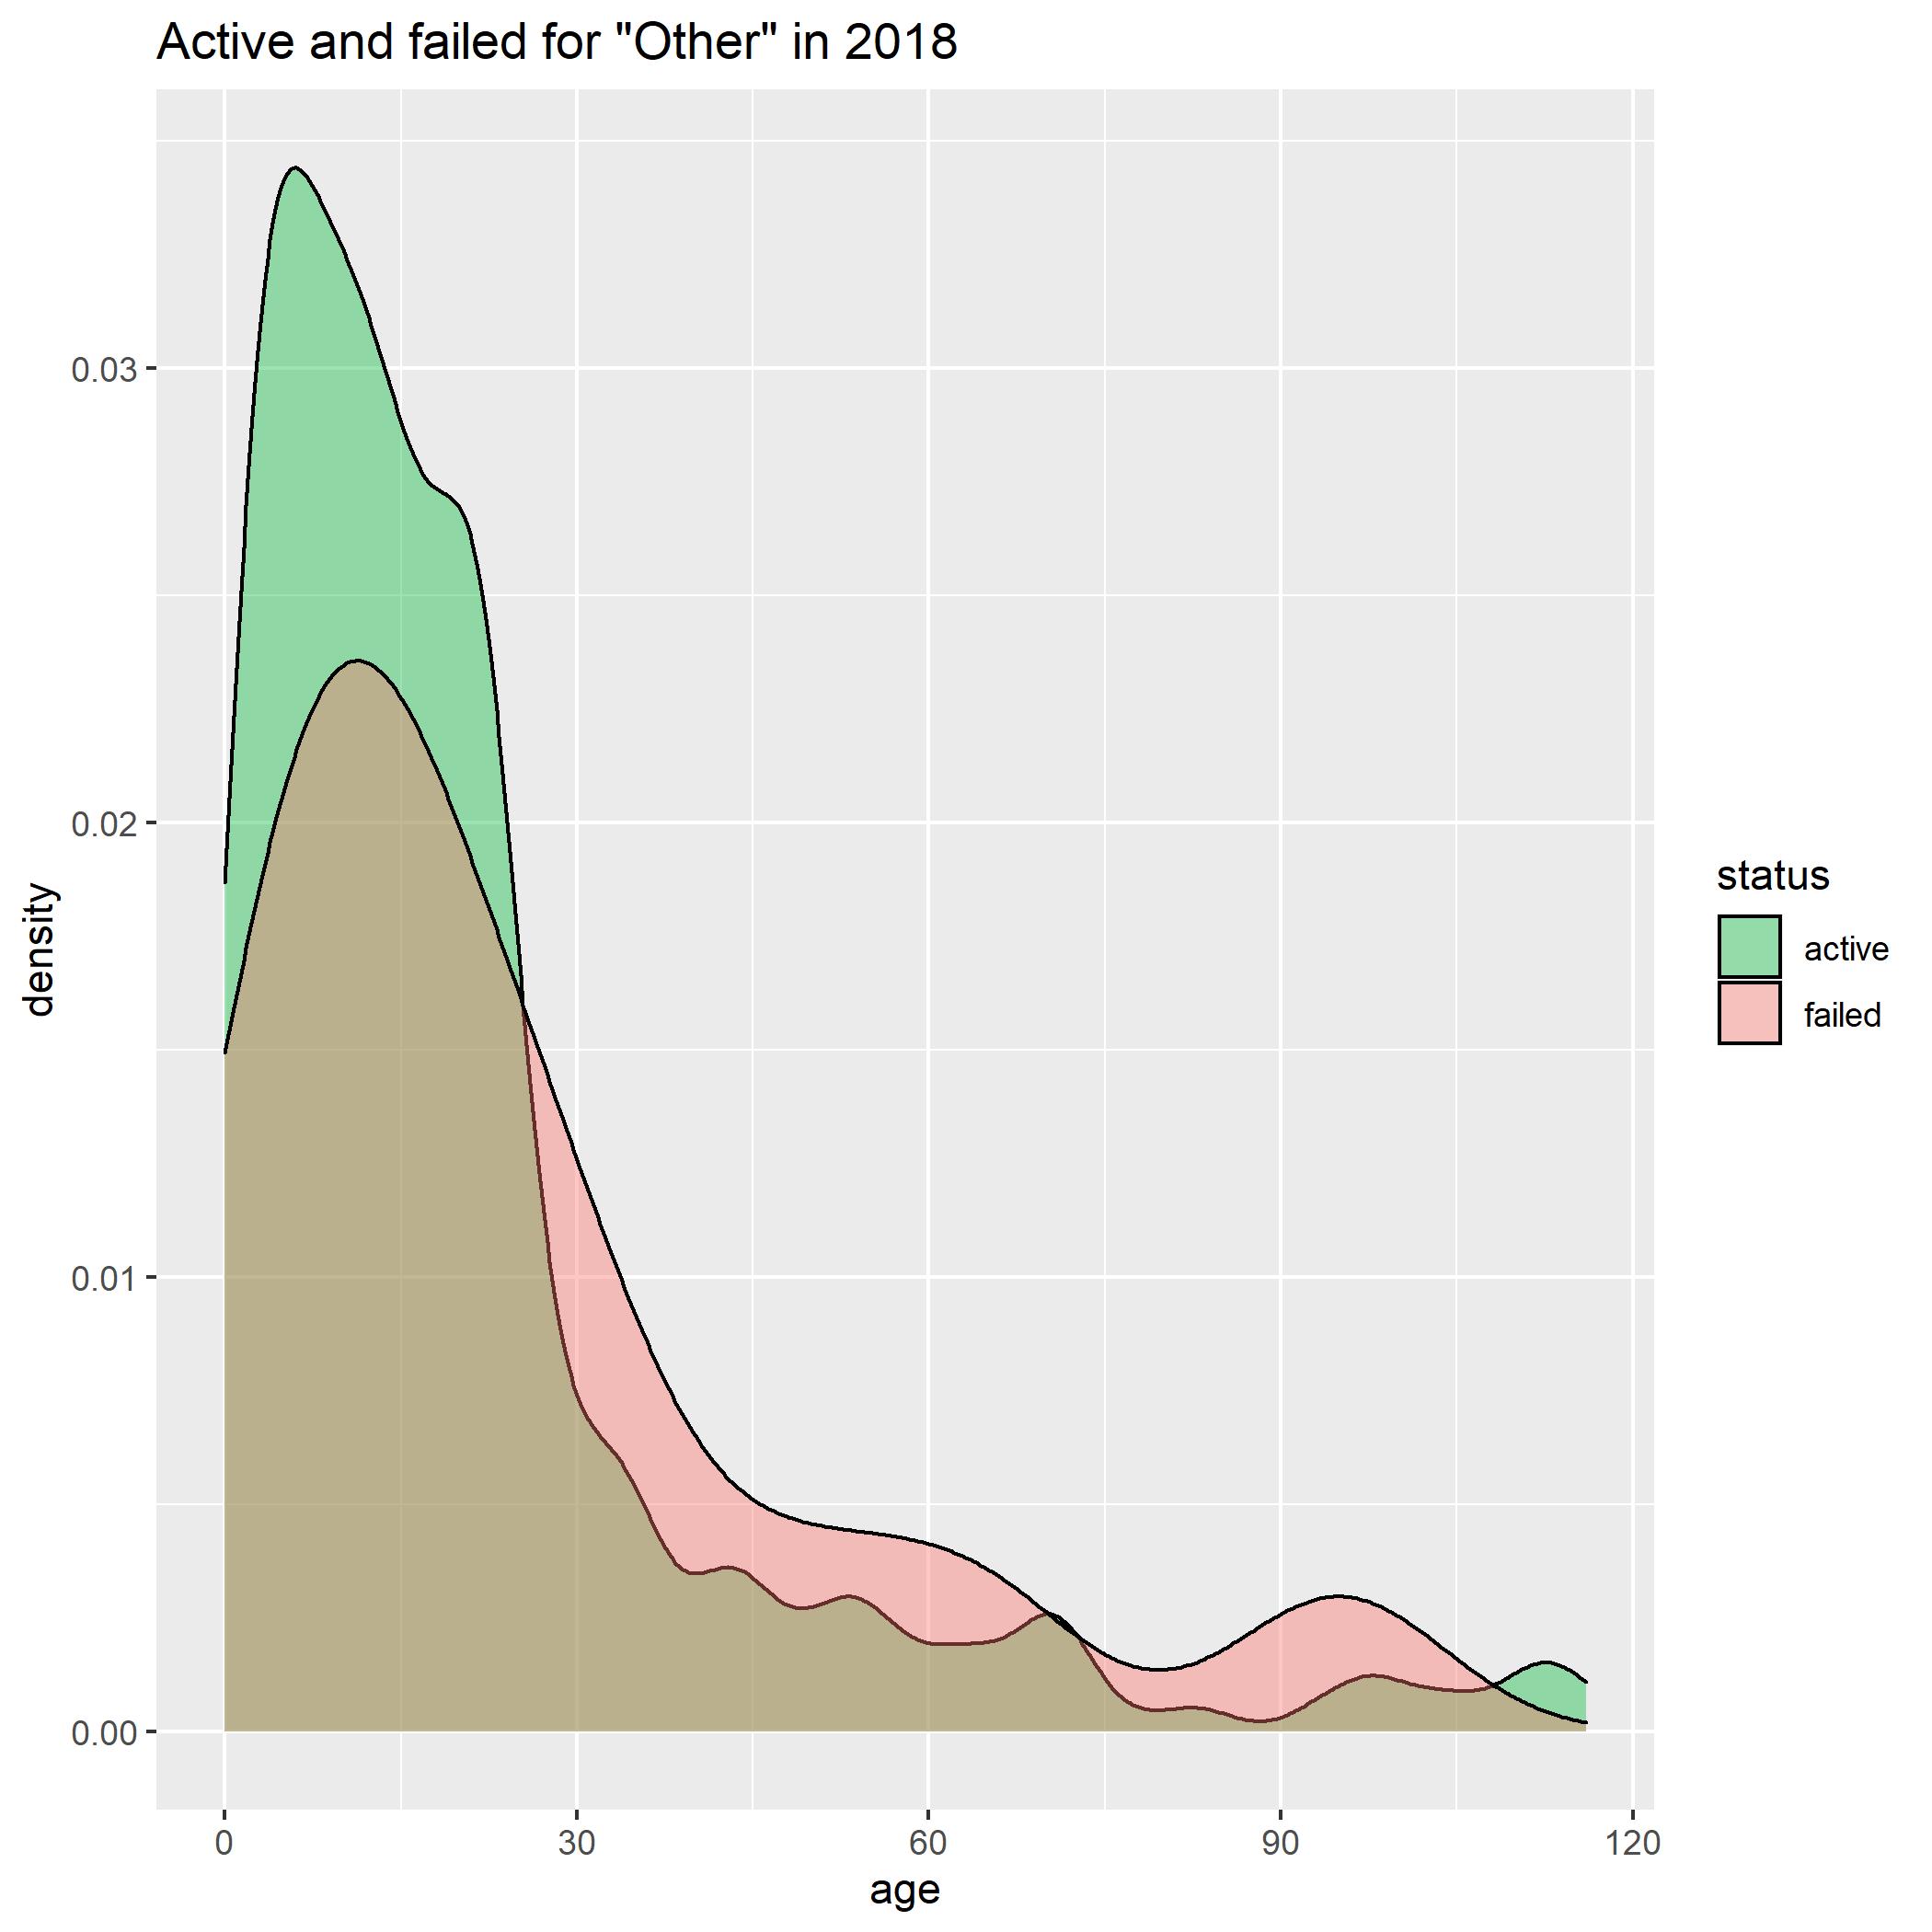 Active and failed for "Other" in 2018
density
0.03
0.02
0.01
0.00
0 30 60 90 120
age
status
active
failed